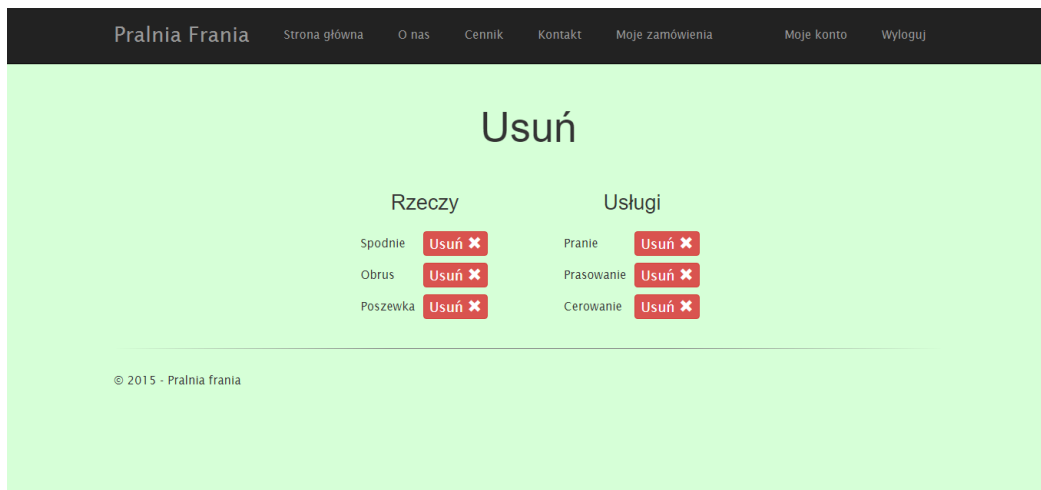 Pralnia Frania Strona główna O nas Cennik Kontakt Moje zamówienia Moje konto Wyloguj
Usuń
Rzeczy Usługi
Spodnie Usuń Pranie Usuń
Obrus Usuń Prasowanie Usuń
Poszewka Usuń Cerowanie Usuń
© 2015 - Pralnia frania